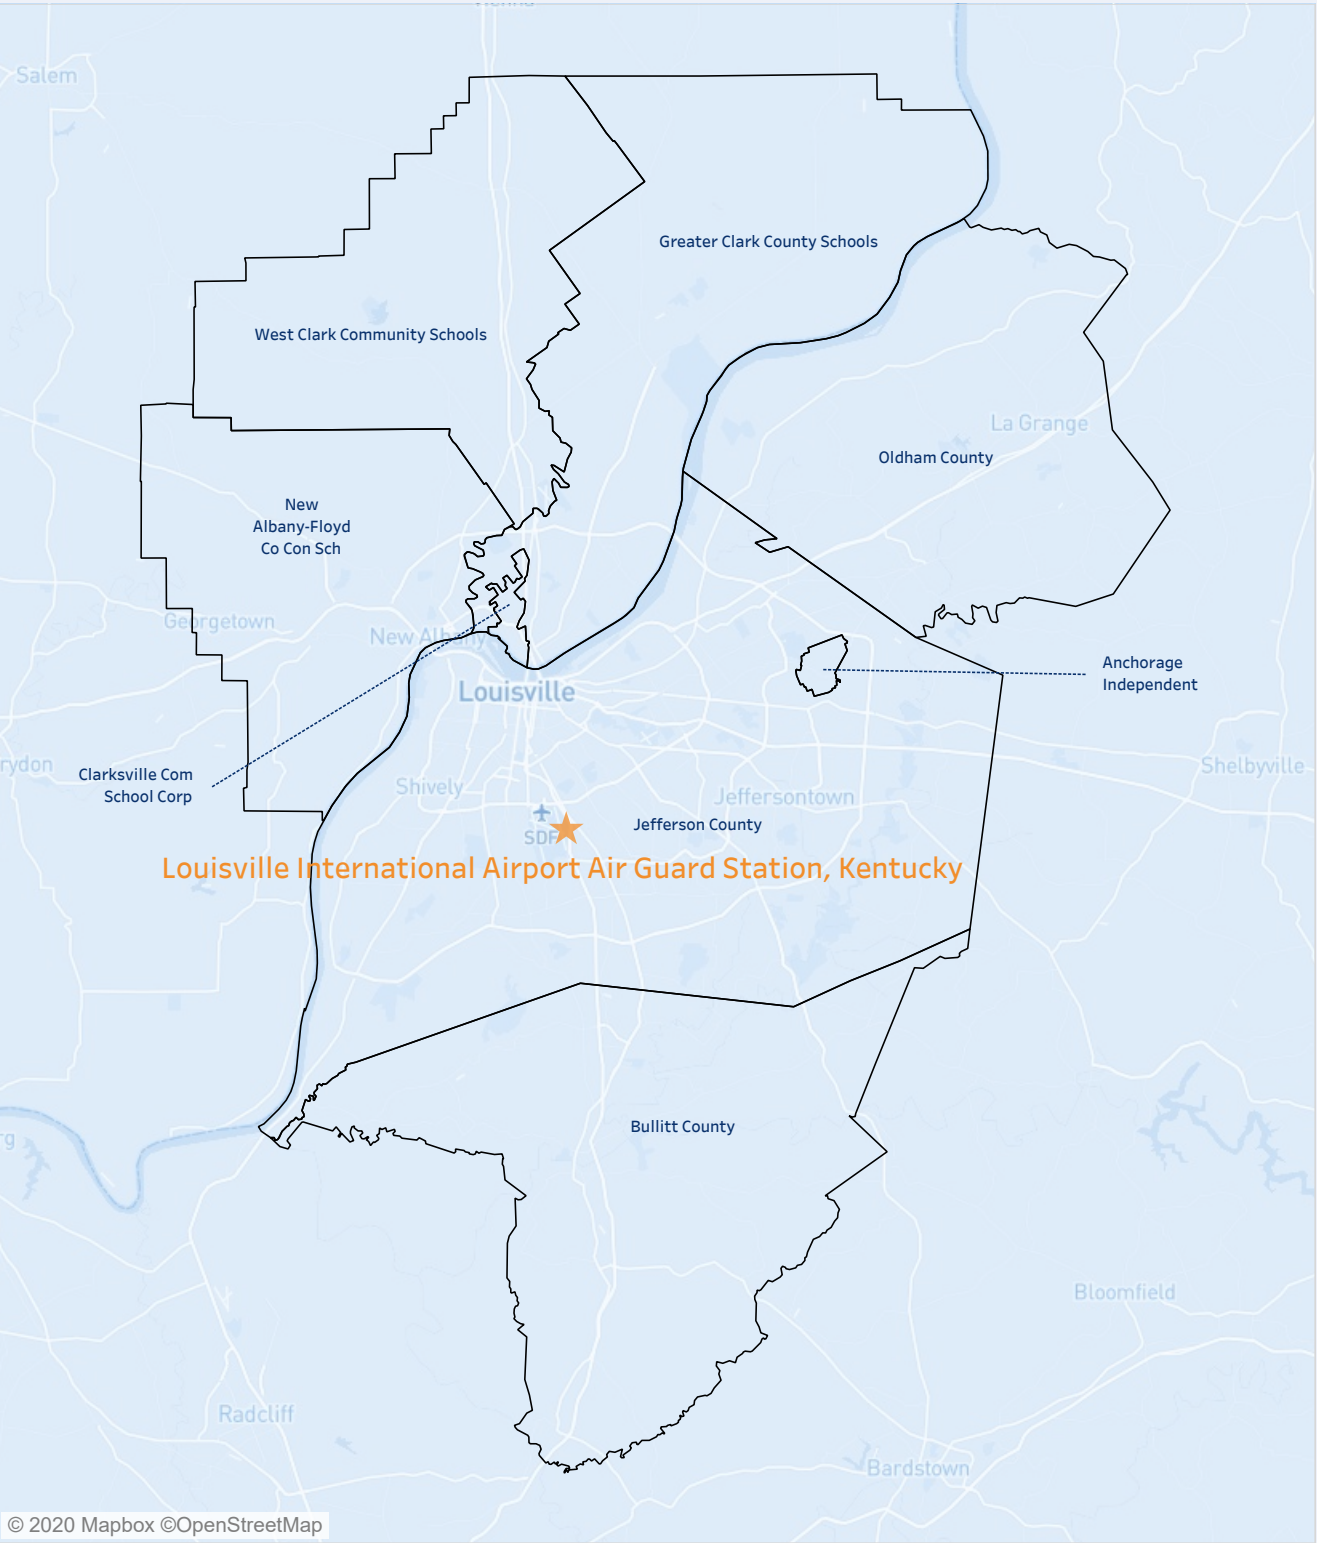 Salem
Greater Clark County Schools
West Clark Community Schools
La Grange
Oldham County
New
Albany-Floyd
Co Con Sch
Georgetown
New Albany
Anchorage
Independent
Louisville
rydon
Shelbyville
Clarksville Com
School Corp
Shively
Jeffersontown
SDF
Jefferson County
Louisville International Airport Air Guard Station, Kentucky
Bullitt County
rg
Bloomfield
Radcliff
Bardstown
© 2020 Mapbox ©OpenStreetMap